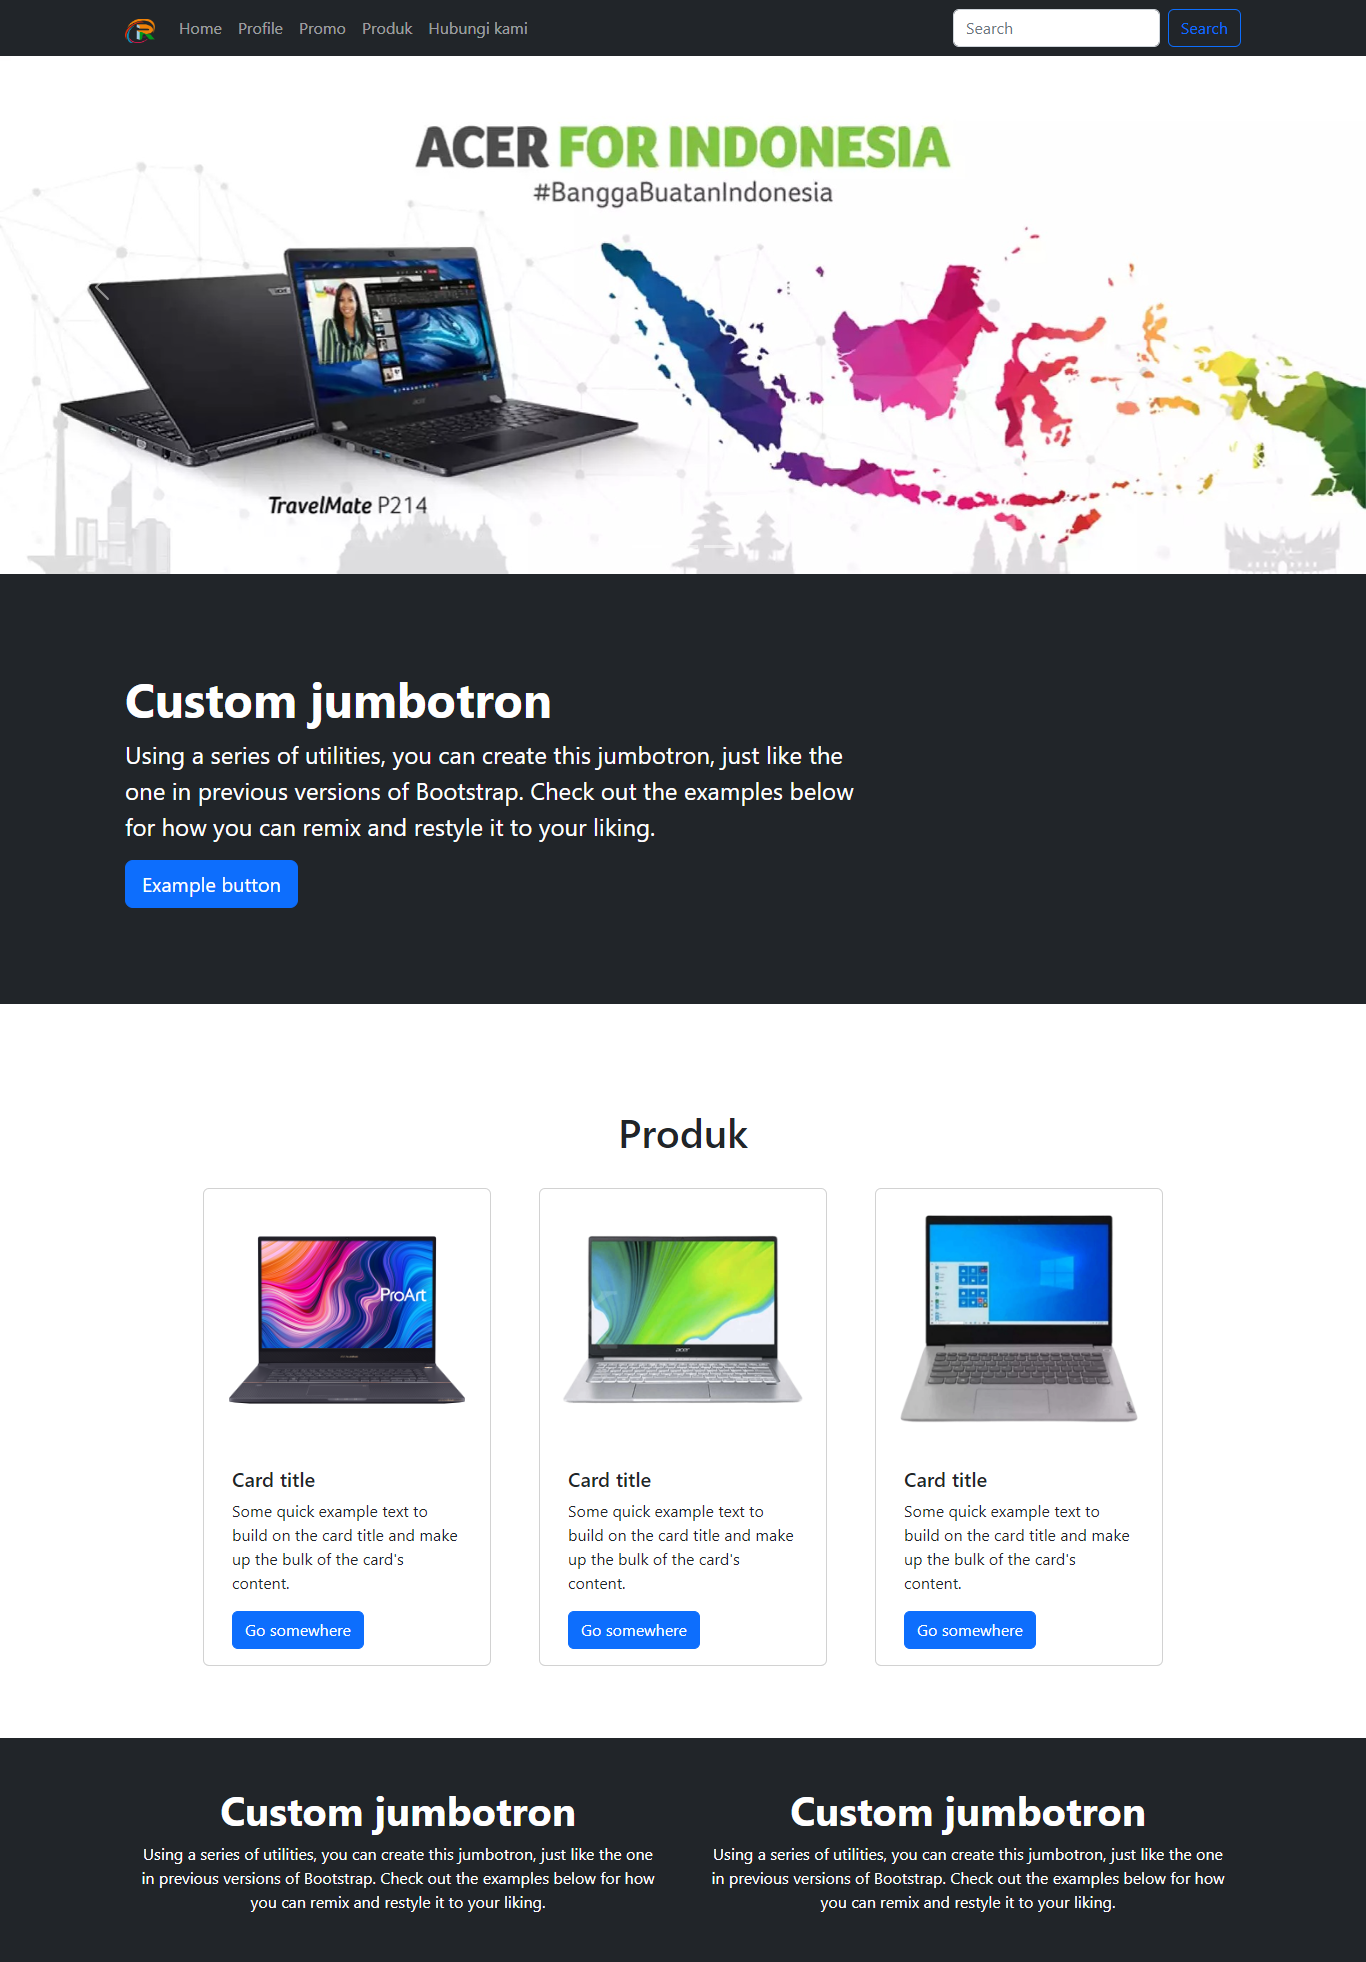 Home Profile Promo Produk Hubungi kami Search Search
ACER FOR INDONESIA
#BanggaBuatanIndonesia
TravelMate P214
Custom jumbotron
Using a series of utilities, you can create this jumbotron, just like the
one in previous versions of Bootstrap. Check out the examples below
for how you can remix and restyle it to your liking.
Example button
Produk
ProArt
acer
Card title
Some quick example text to
build on the card title and make
up the bulk of the card's
content.
Go somewhere
Card title
Some quick example text to
build on the card title and make
up the bulk of the card's
content.
Go somewhere
Card title
Some quick example text to
build on the card title and make
up the bulk of the card's
content.
Go somewhere
Custom jumbotron
Using a series of utilities, you can create this jumbotron, just like the one
in previous versions of Bootstrap. Check out the examples below for how
you can remix and restyle it to your liking.
Custom jumbotron
Using a series of utilities, you can create this jumbotron, just like the one
in previous versions of Bootstrap. Check out the examples below for how
you can remix and restyle it to your liking.